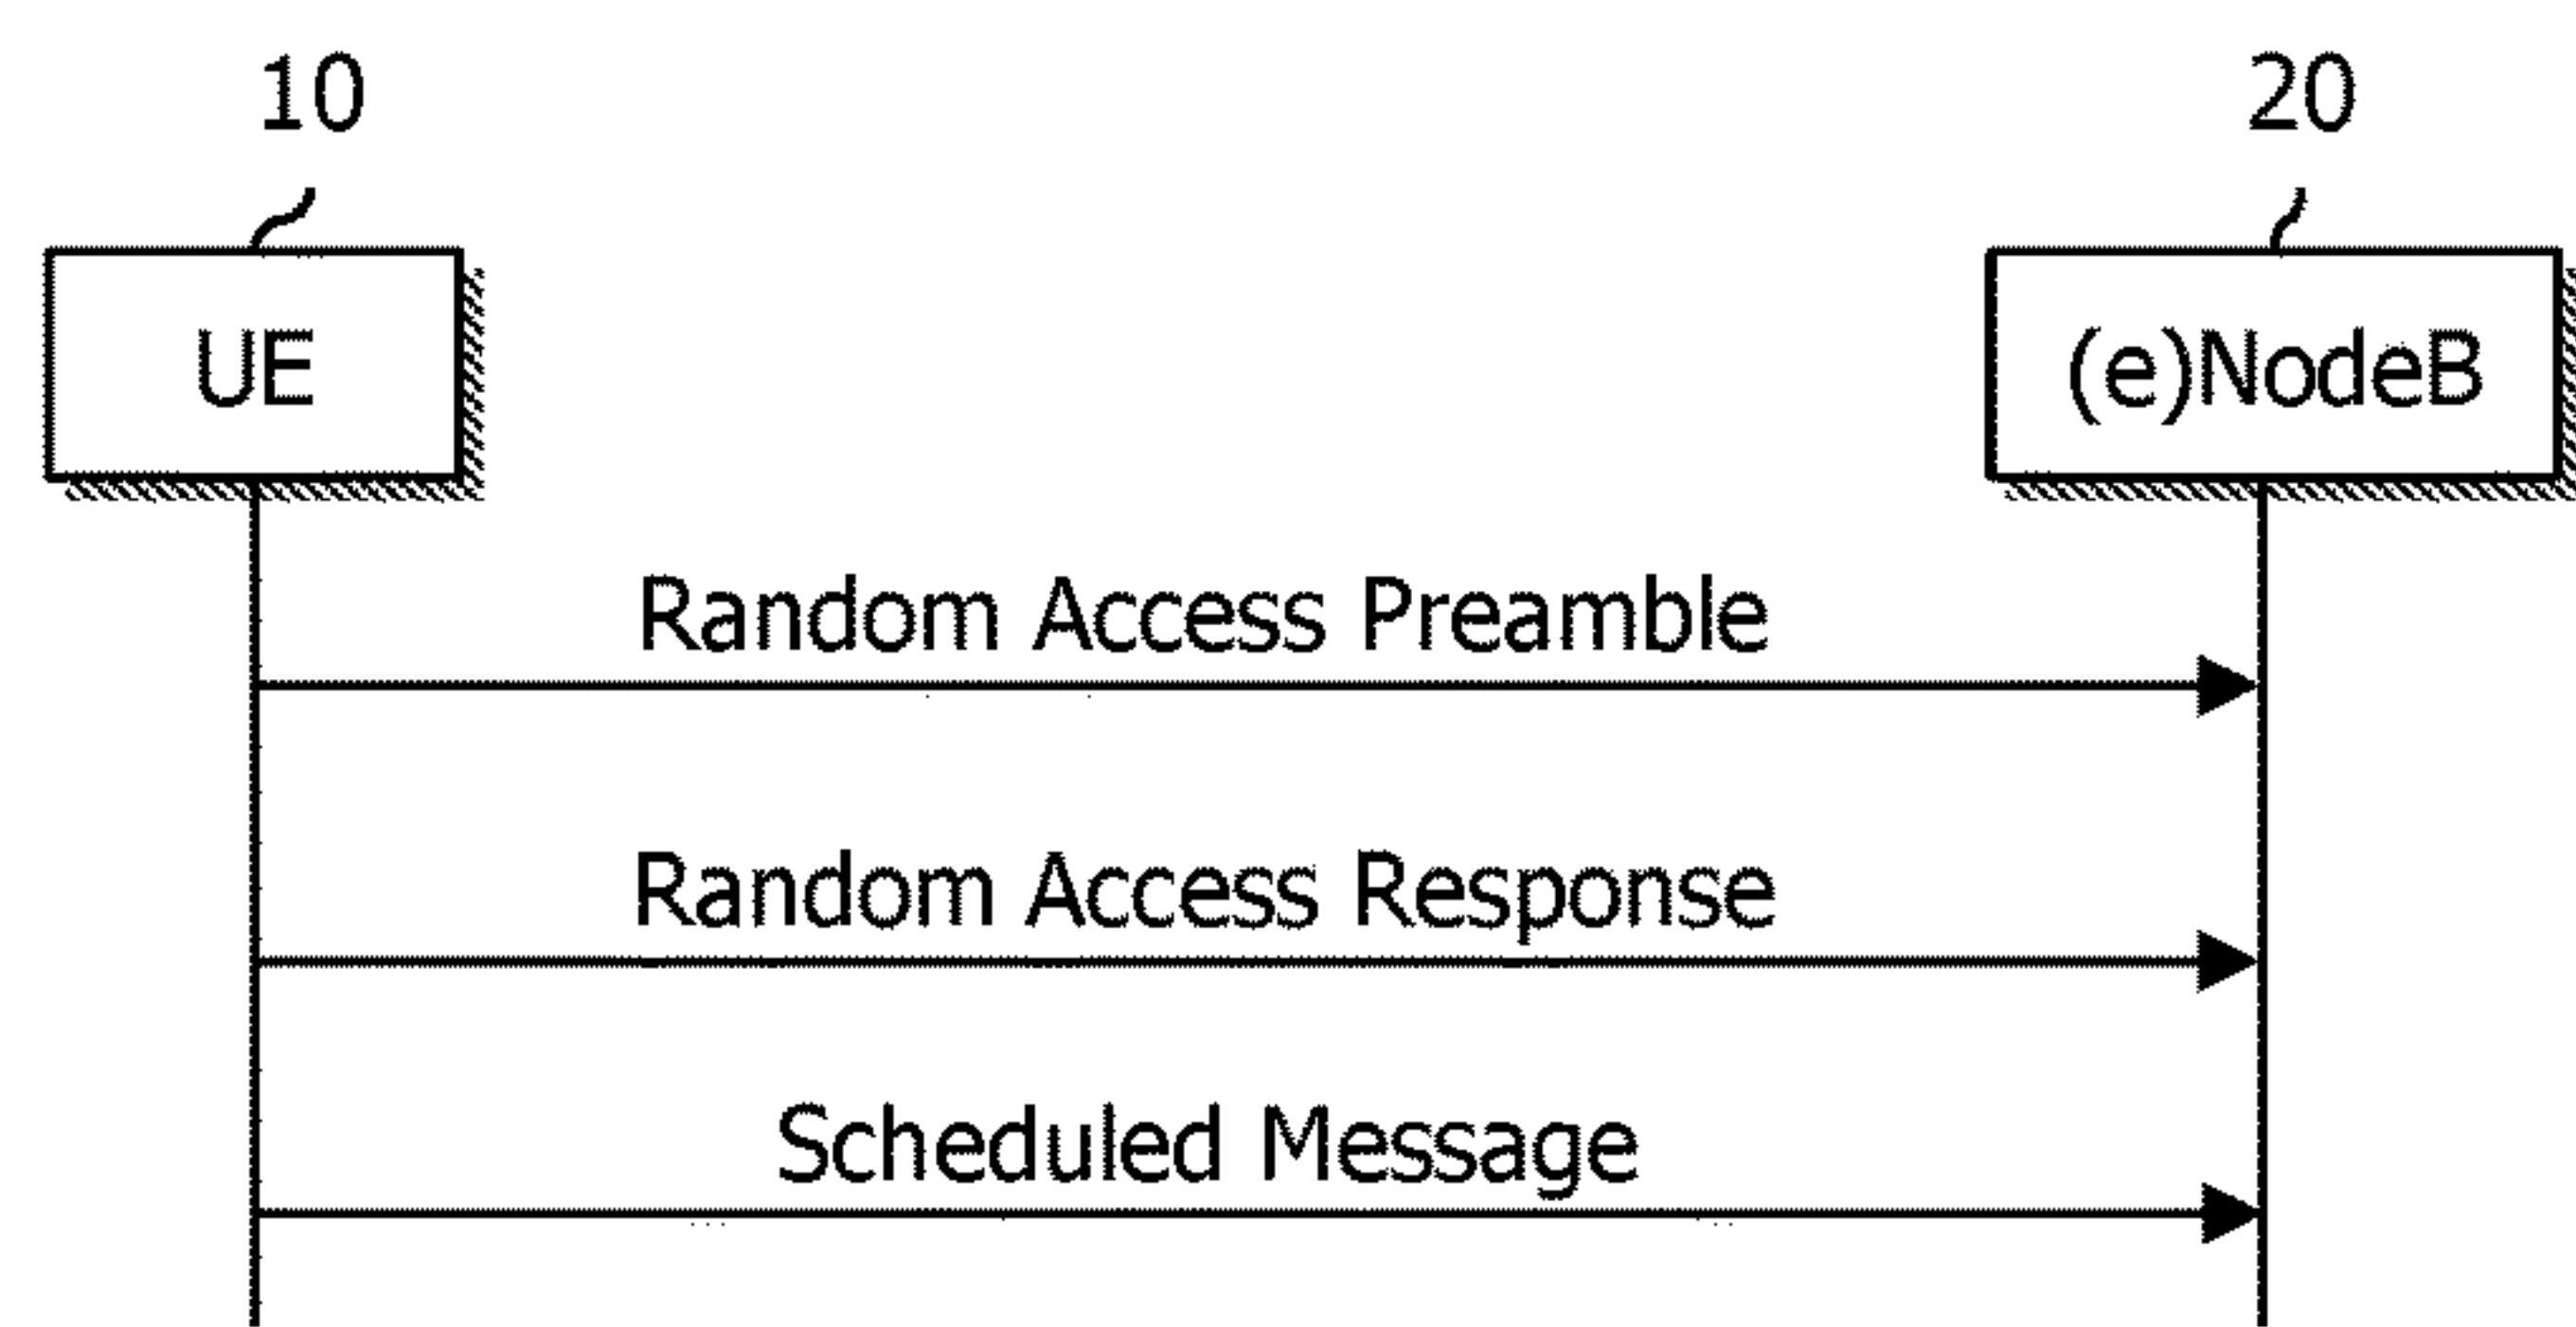 10
20
UE
(e)NodeB
Random Access Preamble
Random Access Response
Scheduled Message